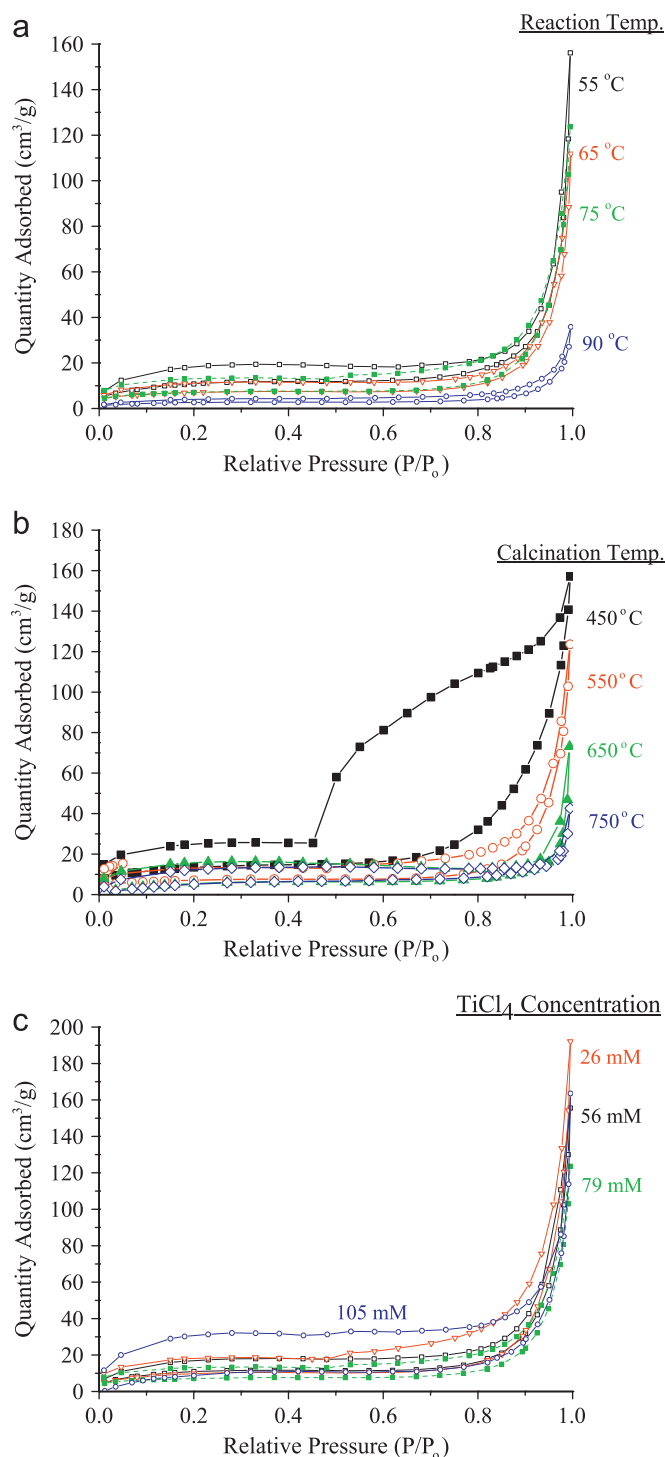 a
Reaction Temp.
160
140
120
100
80
60
40
20
0
Quantity Adsorbed (cm³/g)
55 °C
65 °C
75 °C
90 °C
0.0 0.2 0.4 0.6 0.8 1.0
Relative Pressure (P/Pₒ)
b
Calcination Temp.
180
160
140
120
100
80
60
40
20
0
Quantity Adsorbed (cm³/g)
450°C
550°C
650°C
750°C
0.0 0.2 0.4 0.6 0.8 1.0
Relative Pressure (P/Pₒ)
c
TiCl₄ Concentration
200
180
160
140
120
100
80
60
40
20
0
Quantity Adsorbed (cm³/g)
26 mM
56 mM
79 mM
105 mM
0.0 0.2 0.4 0.6 0.8 1.0
Relative Pressure (P/Pₒ)